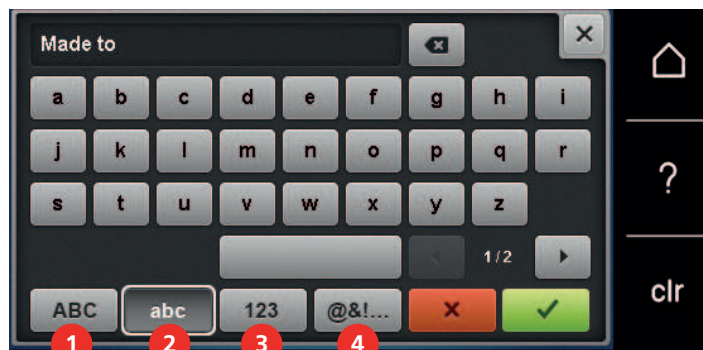 Made to
a b c d e f g h i
j k l m n o p q r
s t u v w x y z
1/2
ABC abc 123 @&!...
1 2 3 4
?
clr